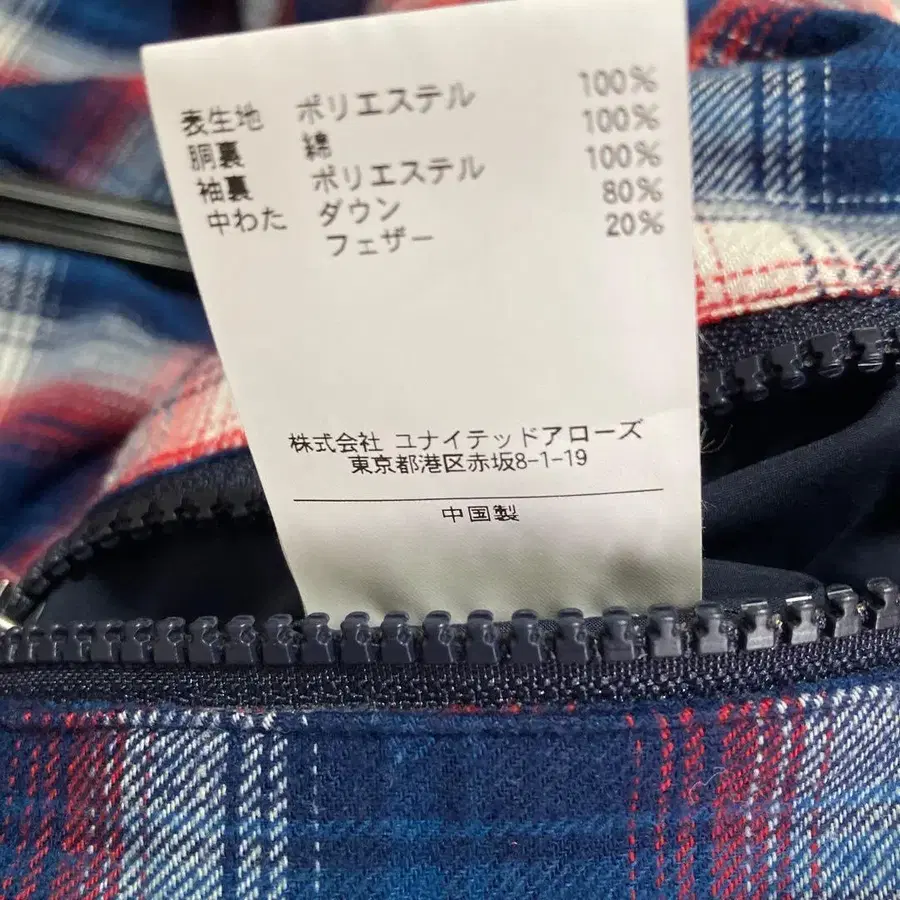 表生地 ポリエステル 100%
胴裏 綿 100%
袖裏 ポリエステル 100%
中わた ダウン 80%
フェザー 20%
株式会社 ユナイテッドアローズ
東京都港区赤坂8-1-19
中国製